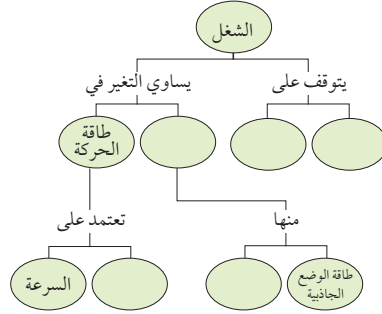 الشغل
يتوقف على
يساوي التغير في
طاقة
الحركة
منها
تعتمد على
طاقة الوضع
الجاذبية
السرعة